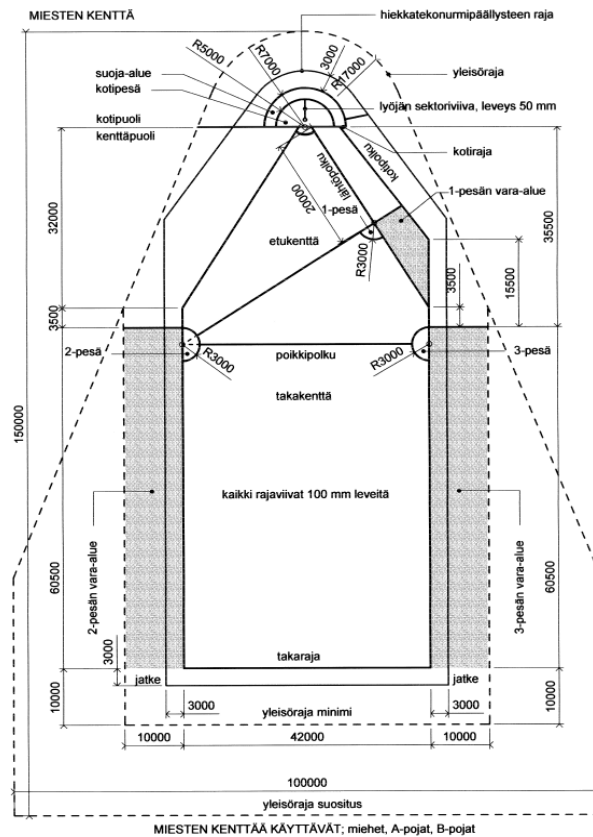 MIESTEN KENTTÄ
hiekkatekonurmipäällysteen raja
R5000
R7000
3000
R17000
suoja-alue
kotipesä
yleisöraja
lyöjän sektoriviiva, leveys 50 mm
kotipuoli
kenttäpuoli
kotiraja
lähtöpolku
kotipolku
1-pesän vara-alue
20000
1-pesä
32000
35500
etukenttä
R3000
3500
15500
3500
2-pesä
R3000
poikkipolku
R3000
3-pesä
takakenttä
150000
kaikki rajaviivat 100 mm leveitä
2-pesän vara-alue
3-pesän vara-alue
60500
60500
takaraja
3000
jatke
jatke
10000
10000
3000
yleisöraja minimi
3000
10000
42000
10000
100000
yleisöraja suositus
MIESTEN KENTTÄÄ KÄYTTÄVÄT; miehet, A-pojat, B-pojat